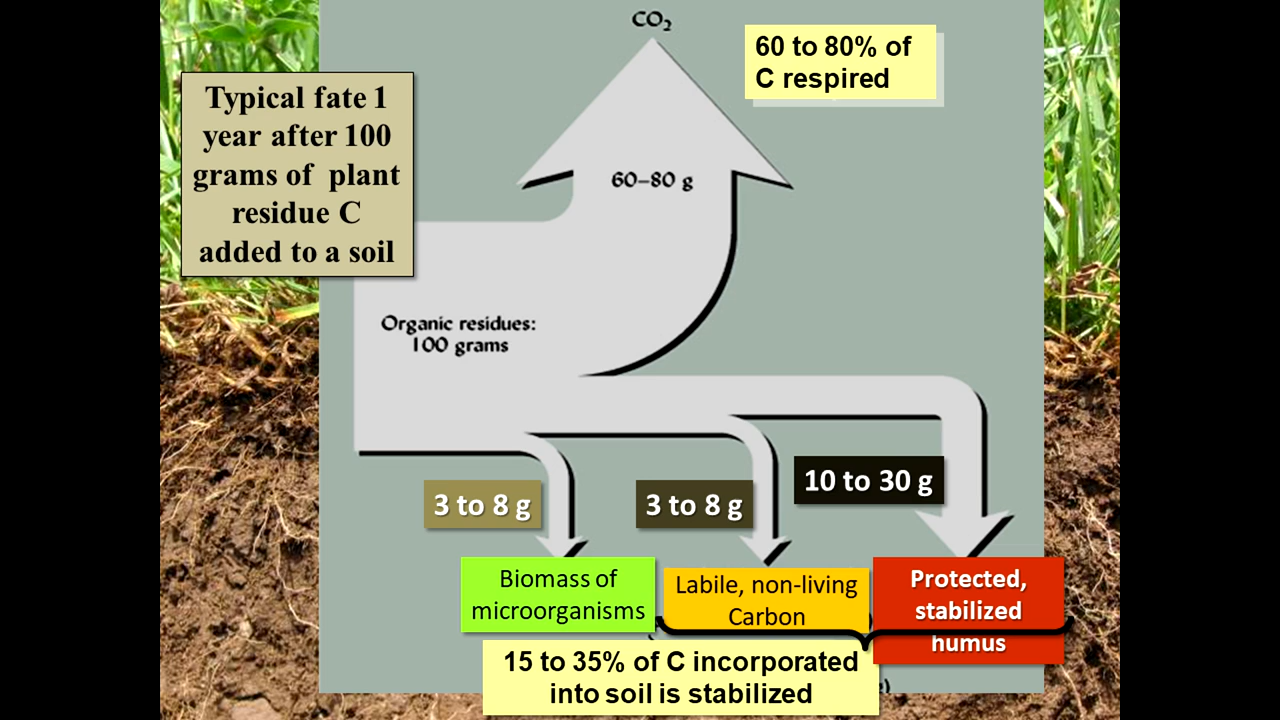 CO₂
60 to 80% of
C respired
Typical fate 1
year after 100
grams of plant
residue C
added to a soil
60–80 g
Organic residues:
100 grams
3 to 8 g
3 to 8 g
10 to 30 g
Biomass of
microorganisms
Labile, non-living
Carbon
Protected,
stabilized
humus
15 to 35% of C incorporated
into soil is stabilized